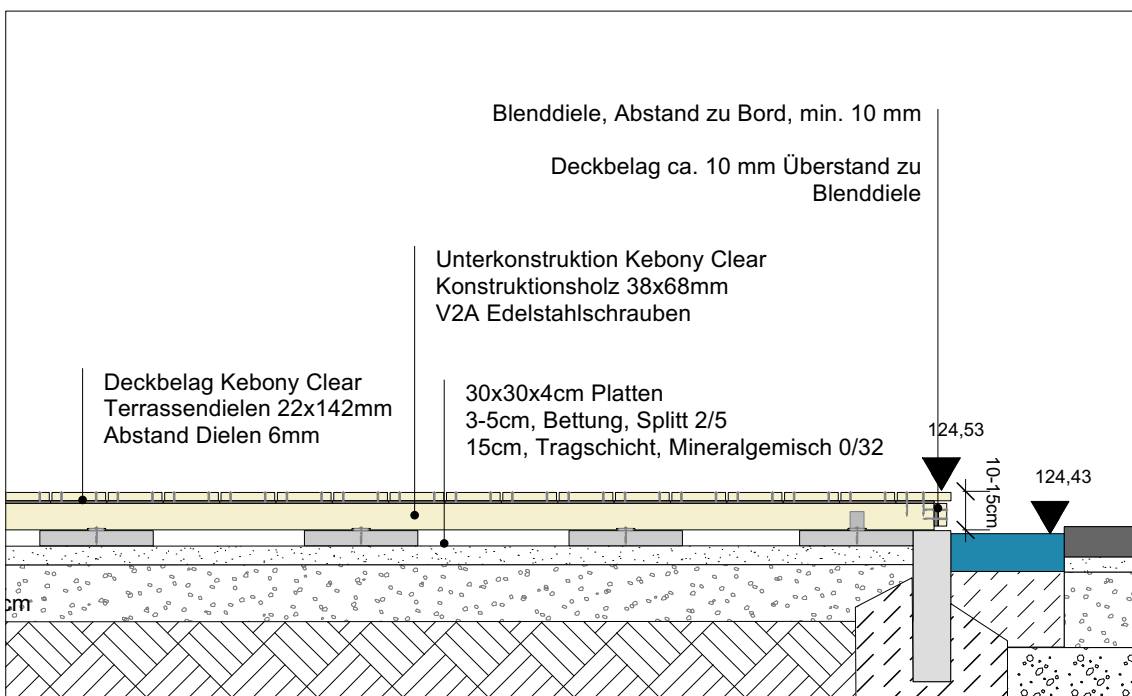 Blenddiele, Abstand zu Bord, min. 10 mm
Deckbelag ca. 10 mm Überstand zu
Blenddiele
Unterkonstruktion Kebony Clear
Konstruktionsholz 38x68mm
V2A Edelstahlschrauben
Deckbelag Kebony Clear
Terrassendielen 22x142mm
Abstand Dielen 6mm
30x30x4cm Platten
3-5cm, Bettung, Splitt 2/5
15cm, Tragschicht, Mineralgemisch 0/32
124,53
10-15cm
124,43
cm